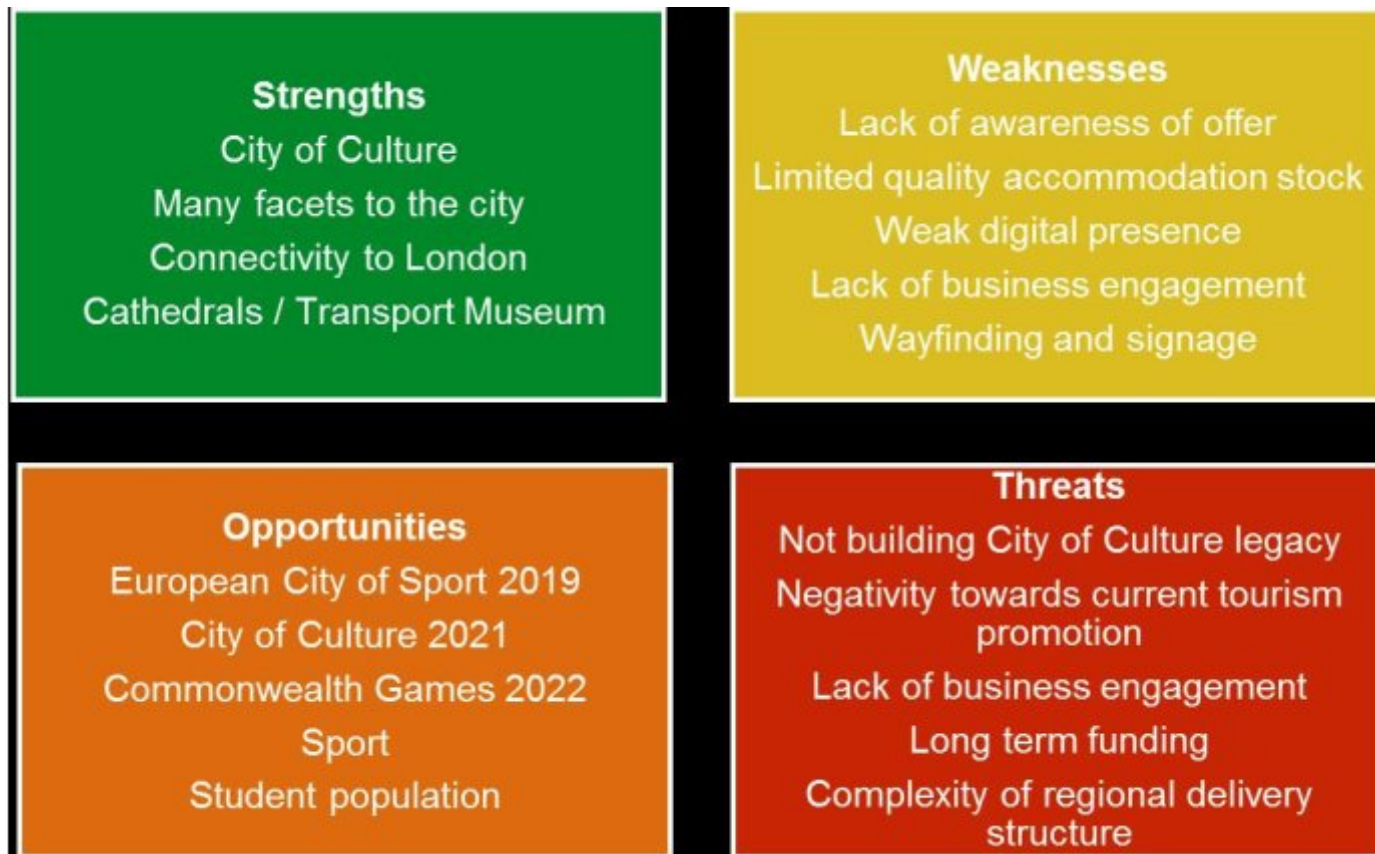 Strengths
City of Culture
Many facets to the city
Connectivity to London
Cathedrals / Transport Museum
Weaknesses
Lack of awareness of offer
Limited quality accommodation stock
Weak digital presence
Lack of business engagement
Wayfinding and signage
Opportunities
European City of Sport 2019
City of Culture 2021
Commonwealth Games 2022
Sport
Student population
Threats
Not building City of Culture legacy
Negativity towards current tourism
promotion
Lack of business engagement
Long term funding
Complexity of regional delivery
structure